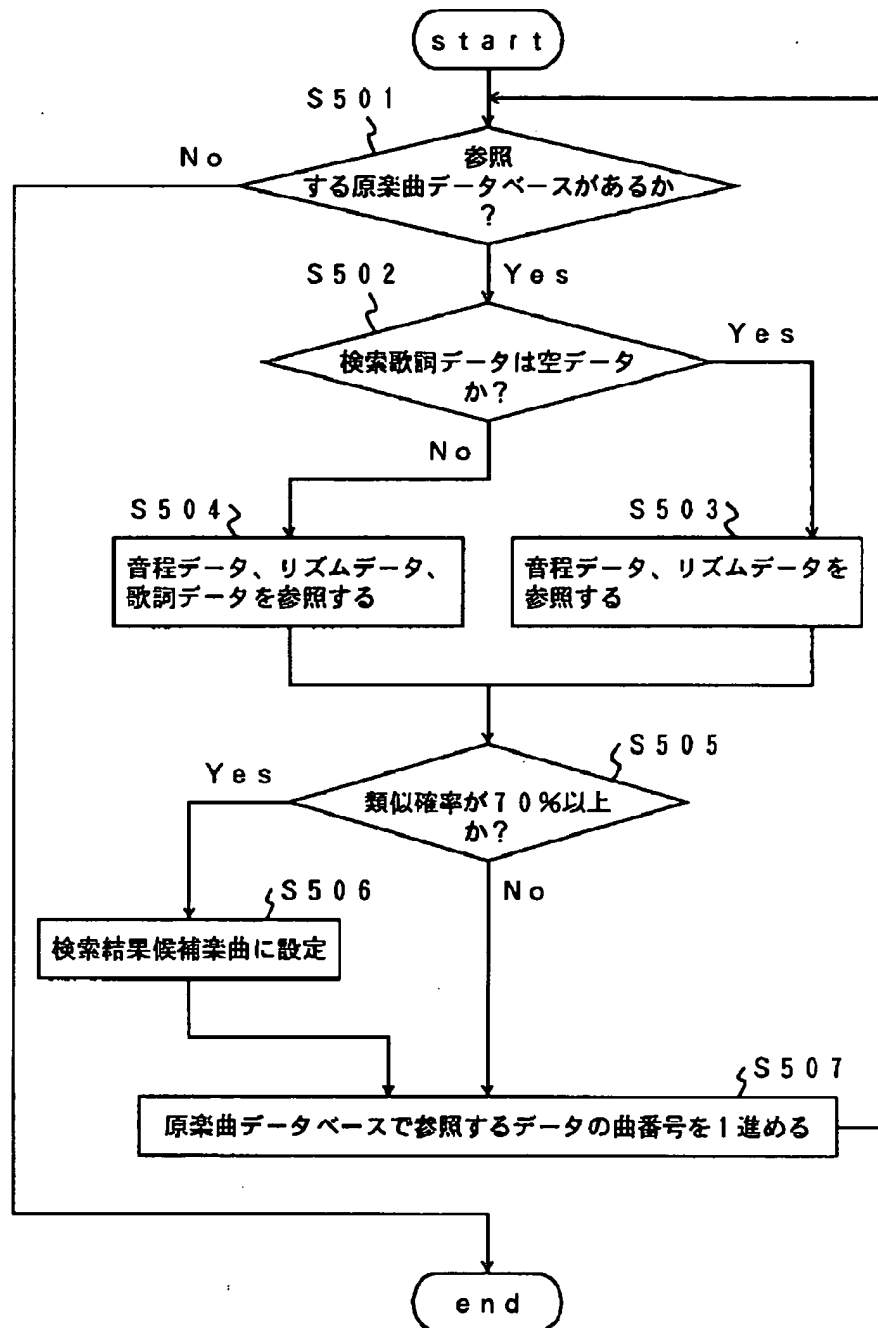 start
S501
No
参照
する原楽曲データベースがあるか
?
S502
Yes
検索歌詞データは空データ
か?
Yes
No
S504
S503
音程データ、リズムデータ、
歌詞データを参照する
音程データ、リズムデータを
参照する
S505
Yes
類似確率が70%以上
か?
S506
No
検索結果候補楽曲に設定
S507
原楽曲データベースで参照するデータの曲番号を1進める
end